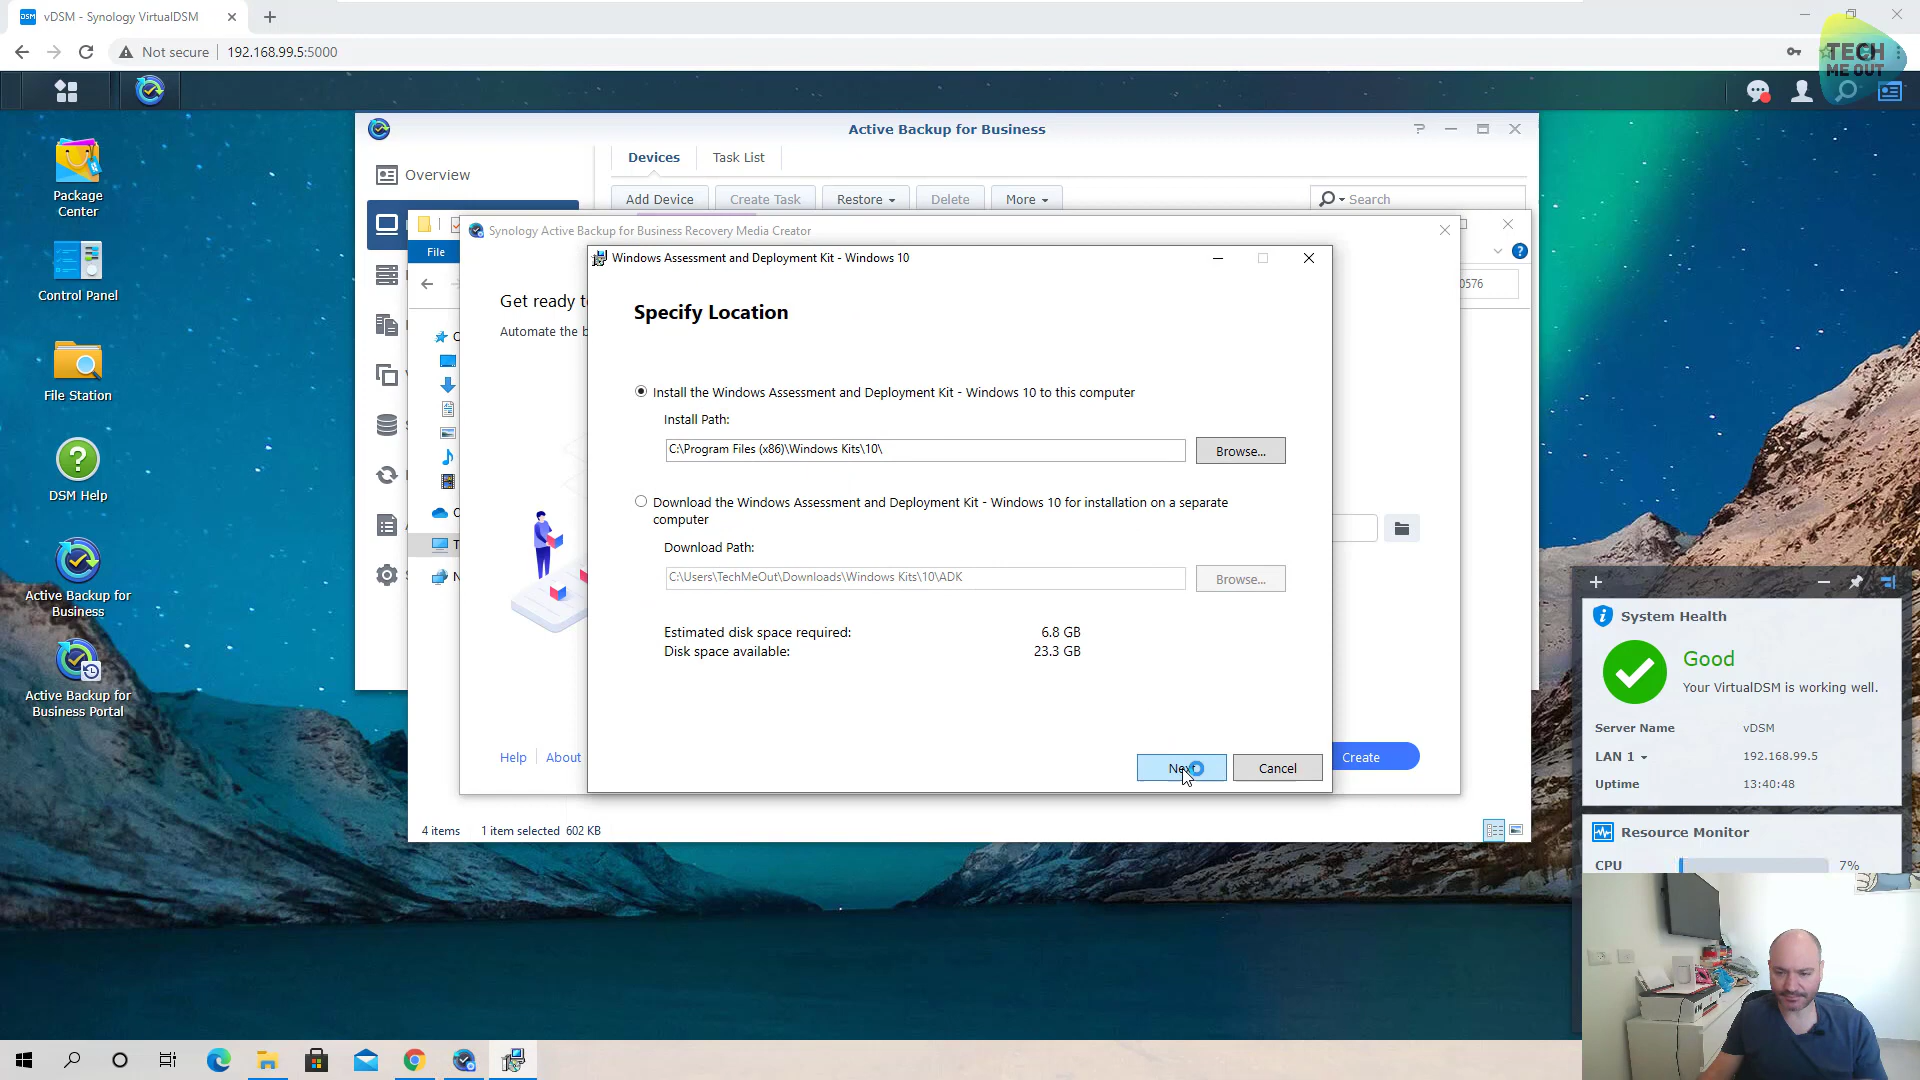 vDSM - Synology VirtualDSM
Not secure
192.168.99.5:5000
TECH
ME OUT
Active Backup for Business
Overview
Devices
Task List
Add Device
Create Task
Restore
Delete
More
Search
Synology Active Backup for Business Recovery Media Creator
File
Windows Assessment and Deployment Kit - Windows 10
0576
Get ready t
Automate the b
Specify Location
Install the Windows Assessment and Deployment Kit - Windows 10 to this computer
Install Path:
C:\Program Files (x86)\Windows Kits\10\
Browse...
Download the Windows Assessment and Deployment Kit - Windows 10 for installation on a separate
computer
Download Path:
C:\Users\TechMeOut\Downloads\Windows Kits\10\ADK
Browse...
Estimated disk space required:
6.8 GB
Disk space available:
23.3 GB
Cancel
Help
About
Create
4 items
1 item selected
602 KB
Package
Center
Control Panel
File Station
DSM Help
Active Backup for
Business
Active Backup for
Business Portal
System Health
Good
Your VirtualDSM is working well.
Server Name
vDSM
LAN 1
192.168.99.5
Uptime
13:40:48
Resource Monitor
CPU
7%